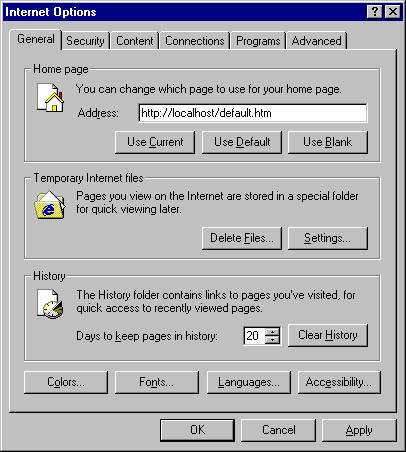 Internet Options
General Security Content Connections Programs Advanced
Home page
You can change which page to use for your home page.
Address: http://localhost/default.htm
Use Current Use Default Use Blank
Temporary Internet files
Pages you view on the Internet are stored in a special folder
for quick viewing later.
Delete Files... Settings...
History
The History folder contains links to pages you've visited, for
quick access to recently viewed pages.
Days to keep pages in history: 20 Clear History
Colors... Fonts... Languages... Accessibility...
OK Cancel Apply